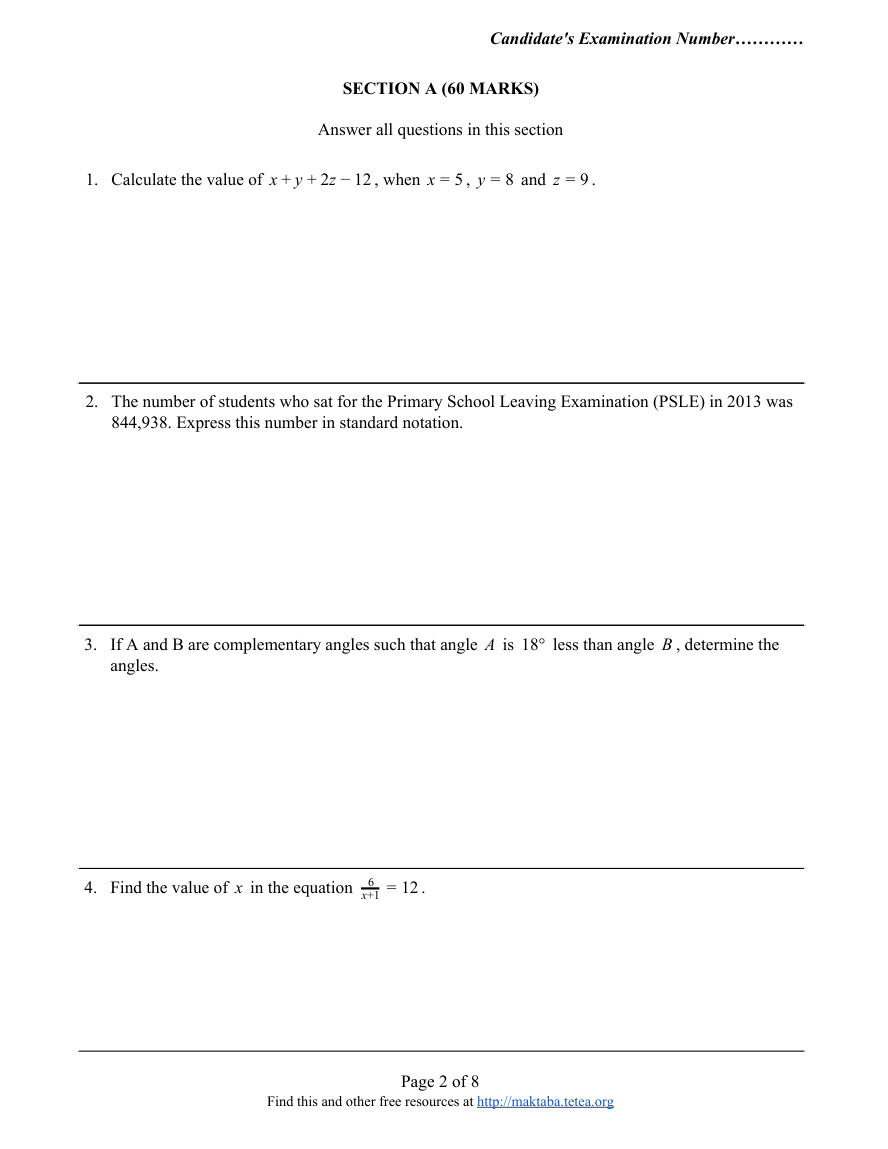 Candidate's Examination Number…………
SECTION A (60 MARKS)
Answer all questions in this section
1. Calculate the value of x + y + 2z − 12 , when x = 5 , y = 8 and z = 9 .
2. The number of students who sat for the Primary School Leaving Examination (PSLE) in 2013 was
844,938. Express this number in standard notation.
3. If A and B are complementary angles such that angle A is 18° less than angle B , determine the
angles.
4. Find the value of x in the equation 6/(x+1) = 12 .
Page 2 of 8
Find this and other free resources at http://maktaba.tetea.org